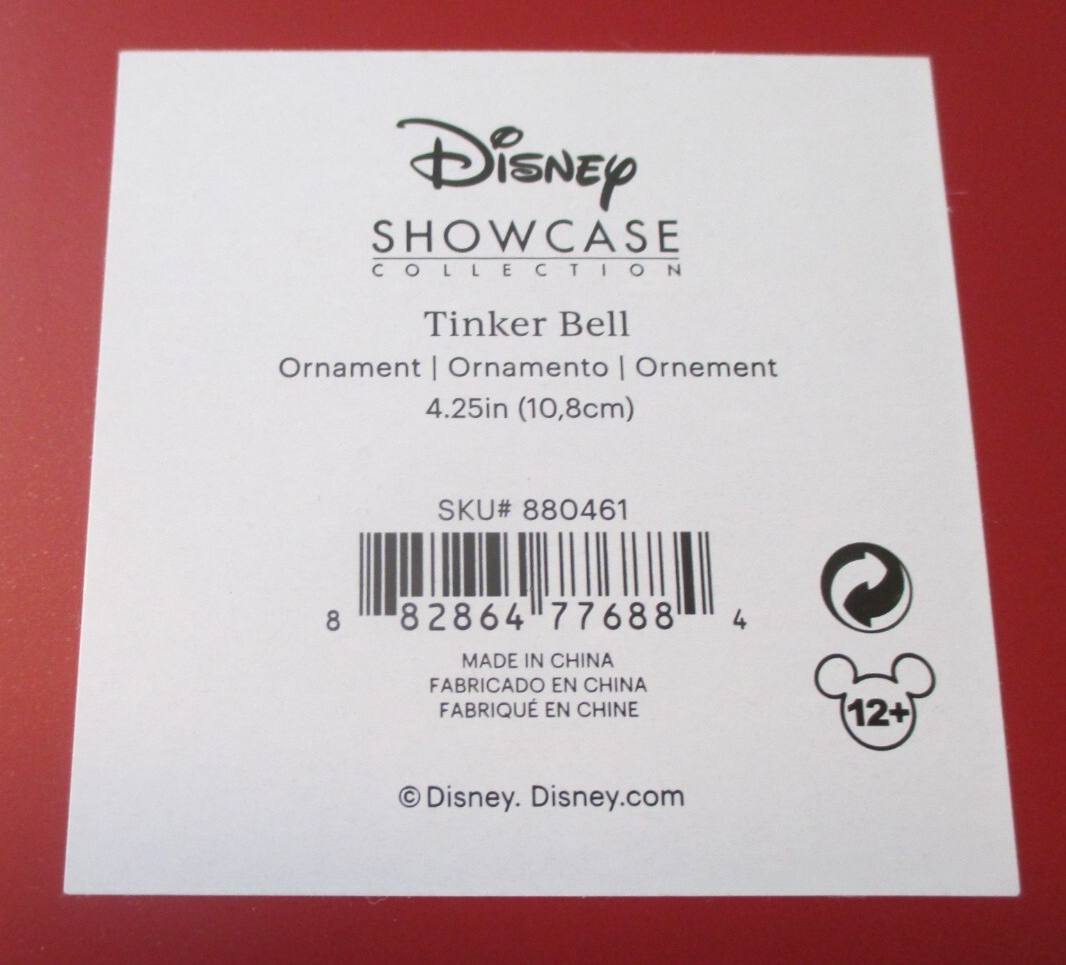 Disney
SHOWCASE
COLLECTION
Tinker Bell
Ornament | Ornamento | Ornement
4.25in (10,8cm)
SKU# 880461
8 82864 77688 4
MADE IN CHINA
FABRICADO EN CHINA
FABRIQUÉ EN CHINE
12+
© Disney. Disney.com